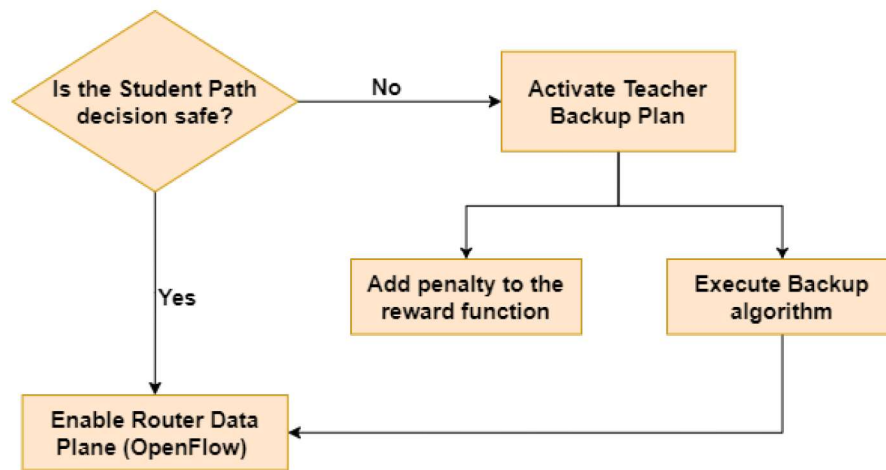 Is the Student Path
decision safe?
No
Activate Teacher
Backup Plan
Add penalty to the
reward function
Execute Backup
algorithm
Yes
Enable Router Data
Plane (OpenFlow)